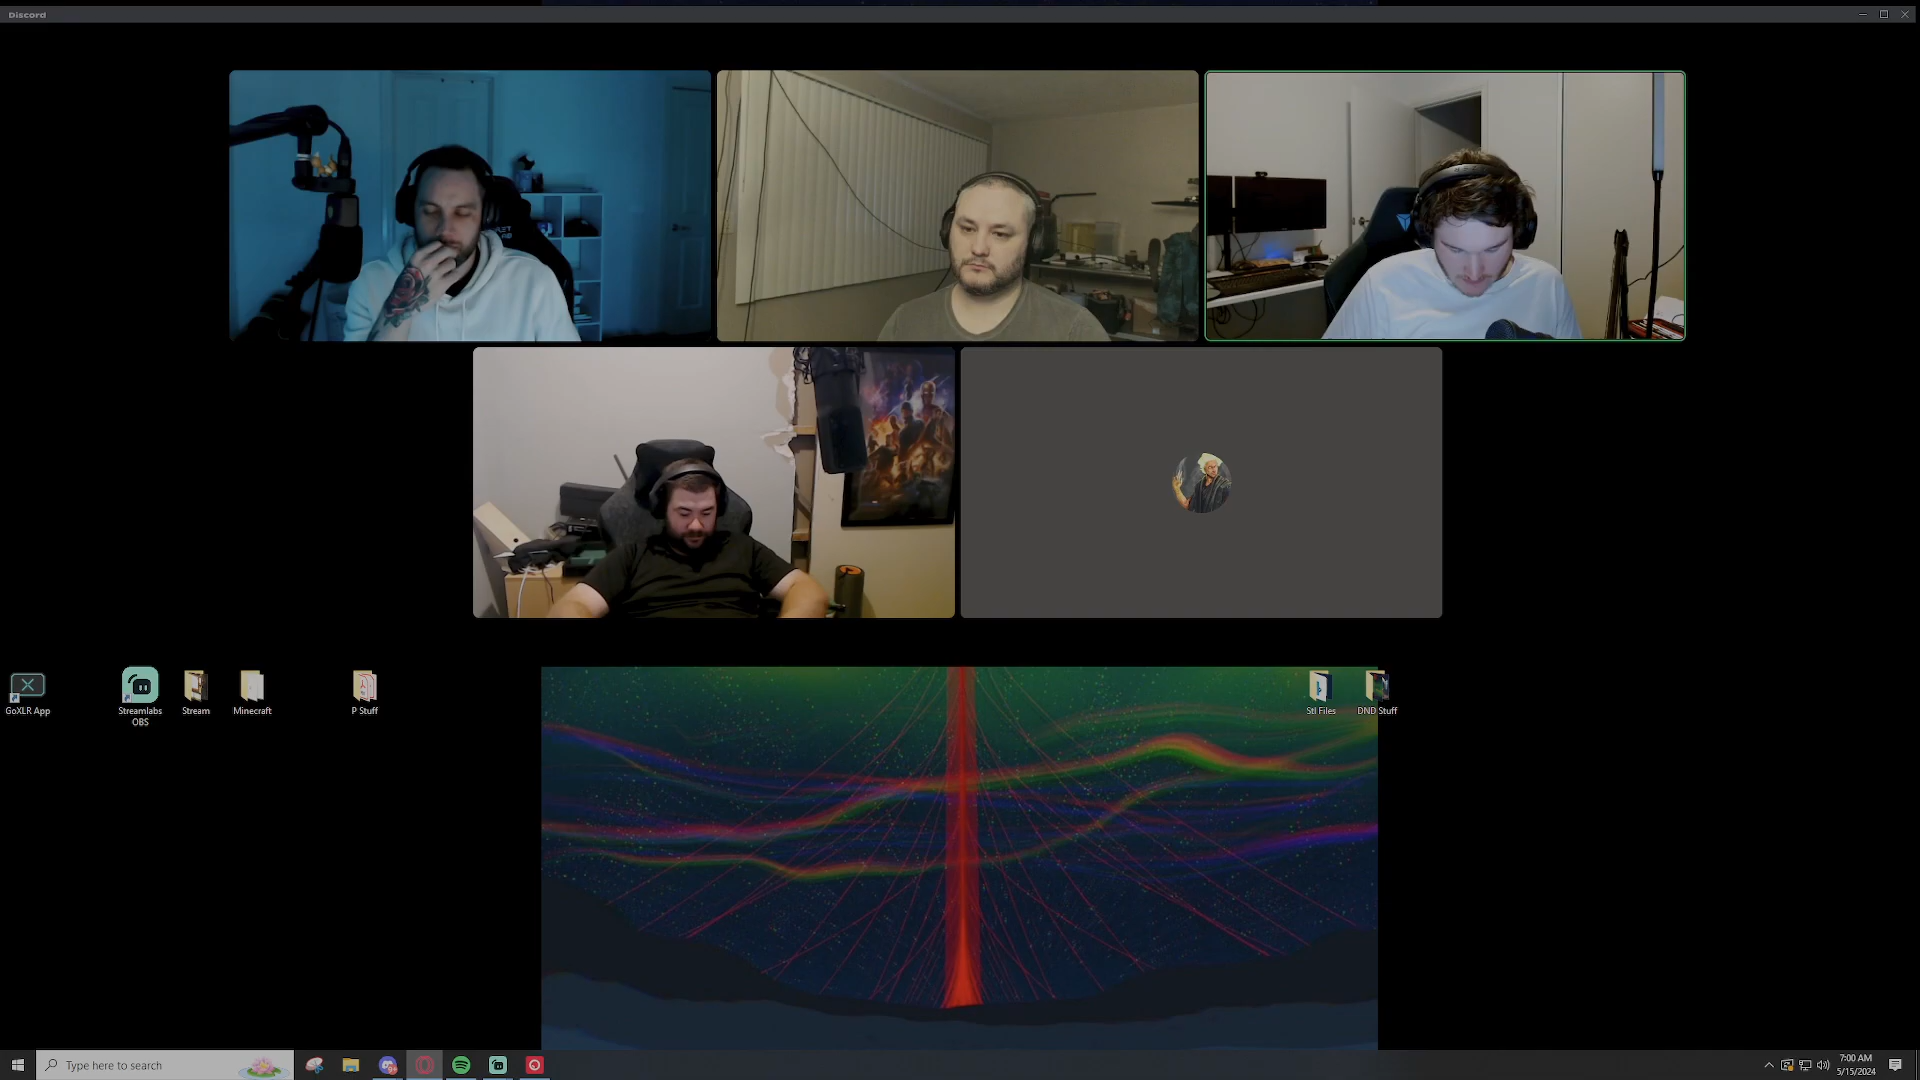 Discord
GoXLR App
Streamlabs
OBS
Stream
Minecraft
P Stuff
Stl Files
DND Stuff
Type here to search
7:00 AM
5/15/2024